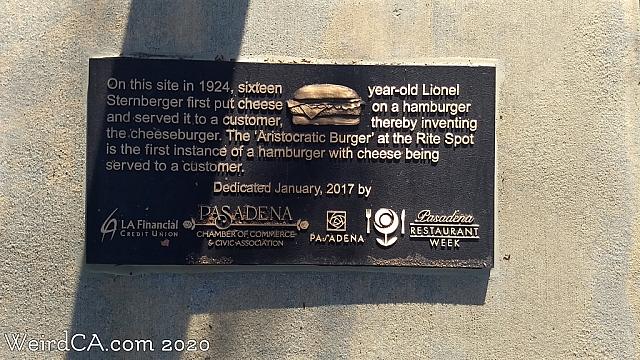 On this site in 1924, sixteen year-old Lionel
Sternberger first put cheese on a hamburger
and served it to a customer, thereby inventing
the cheeseburger. The 'Aristocratic Burger' at the Rite Spot
is the first instance of a hamburger with cheese being
served to a customer.
Dedicated January, 2017 by
LA Financial
CREDIT UNION
PASADENA
CHAMBER OF COMMERCE
& CIVIC ASSOCIATION
PASADENA
Pasadena
RESTAURANT
WEEK
WeirdCA.com 2020